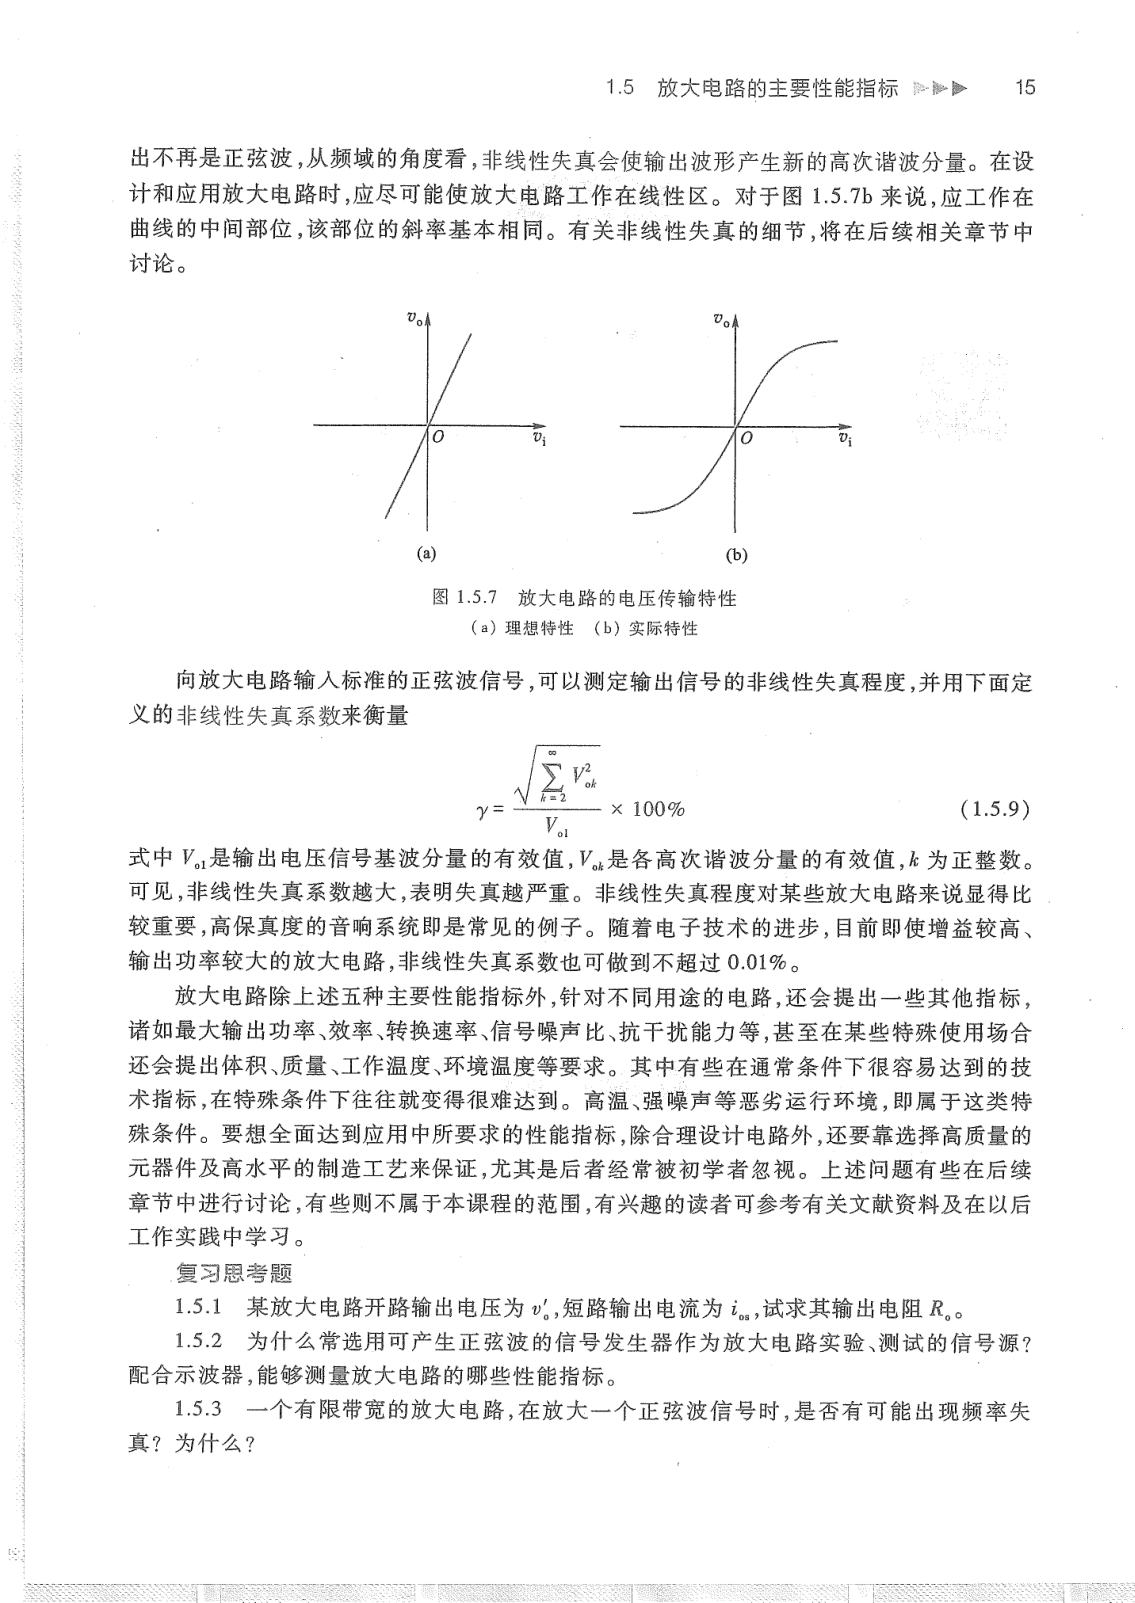 1.5 放大电路的主要性能指标 15
出不再是正弦波,从频域的角度看,非线性失真会使输出波形产生新的高次谐波分量。在设
计和应用放大电路时,应尽可能使放大电路工作在线性区。对于图 1.5.7b 来说,应工作在
曲线的中间部位,该部位的斜率基本相同。有关非线性失真的细节,将在后续相关章节中
讨论。
vo vo
O vi O vi
(a) (b)
图 1.5.7 放大电路的电压传输特性
(a) 理想特性 (b) 实际特性
向放大电路输入标准的正弦波信号,可以测定输出信号的非线性失真程度,并用下面定
义的非线性失真系数来衡量
γ = √(∑_{k=2}^{∞} V²ok) / Vo1 × 100% (1.5.9)
式中 Vo1是输出电压信号基波分量的有效值,Vok是各高次谐波分量的有效值,k 为正整数。
可见,非线性失真系数越大,表明失真越严重。非线性失真程度对某些放大电路来说显得比
较重要,高保真度的音响系统即是常见的例子。随着电子技术的进步,目前即使增益较高、
输出功率较大的放大电路,非线性失真系数也可做到不超过 0.01%。
放大电路除上述五种主要性能指标外,针对不同用途的电路,还会提出一些其他指标,
诸如最大输出功率、效率、转换速率、信号噪声比、抗干扰能力等,甚至在某些特殊使用场合
还会提出体积、质量、工作温度、环境温度等要求。其中有些在通常条件下很容易达到的技
术指标,在特殊条件下往往就变得很难达到。高温、强噪声等恶劣运行环境,即属于这类特
殊条件。要想全面达到应用中所要求的性能指标,除合理设计电路外,还要靠选择高质量的
元器件及高水平的制造工艺来保证,尤其是后者经常被初学者忽视。上述问题有些在后续
章节中进行讨论,有些则不属于本课程的范围,有兴趣的读者可参考有关文献资料及在以后
工作实践中学习。
复习思考题
1.5.1 某放大电路开路输出电压为 v′o,短路输出电流为 ios,试求其输出电阻 Ro。
1.5.2 为什么常选用可产生正弦波的信号发生器作为放大电路实验、测试的信号源?
配合示波器,能够测量放大电路的哪些性能指标。
1.5.3 一个有限带宽的放大电路,在放大一个正弦波信号时,是否有可能出现频率失
真? 为什么?